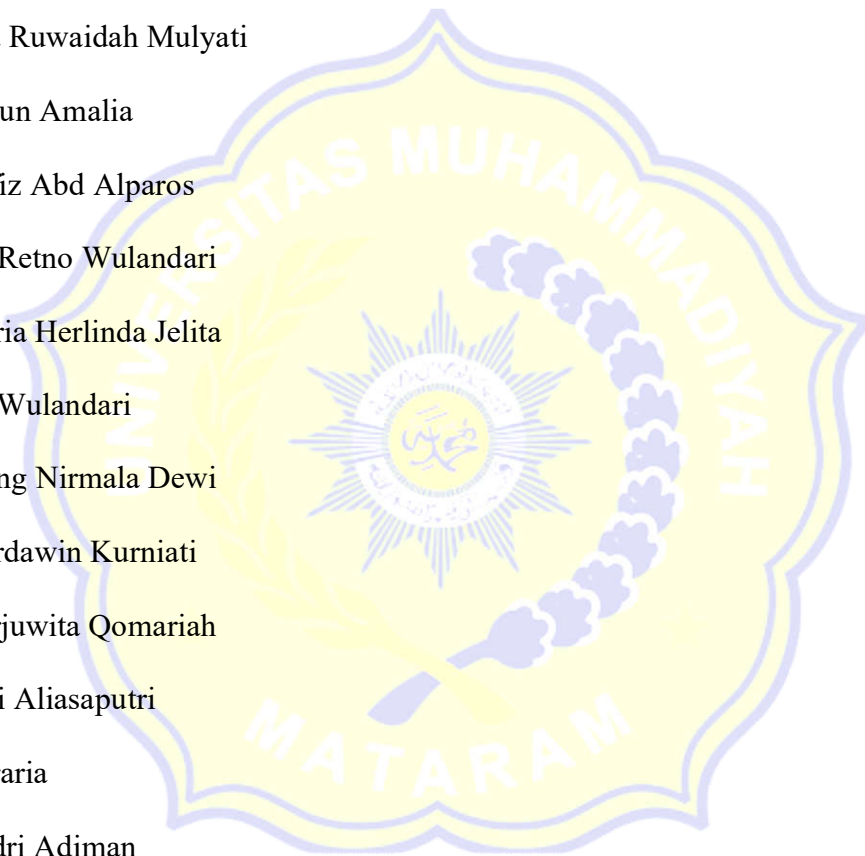 Ruwaidah Mulyati
un Amalia
iz Abd Alparos
Retno Wulandari
ria Herlinda Jelita
Wulandari
ng Nirmala Dewi
rdawin Kurniati
juwita Qomariah
i Aliasaputri
aria
dri Adiman
UNIVERSITAS MUHAMMADIYAH
MATARAM